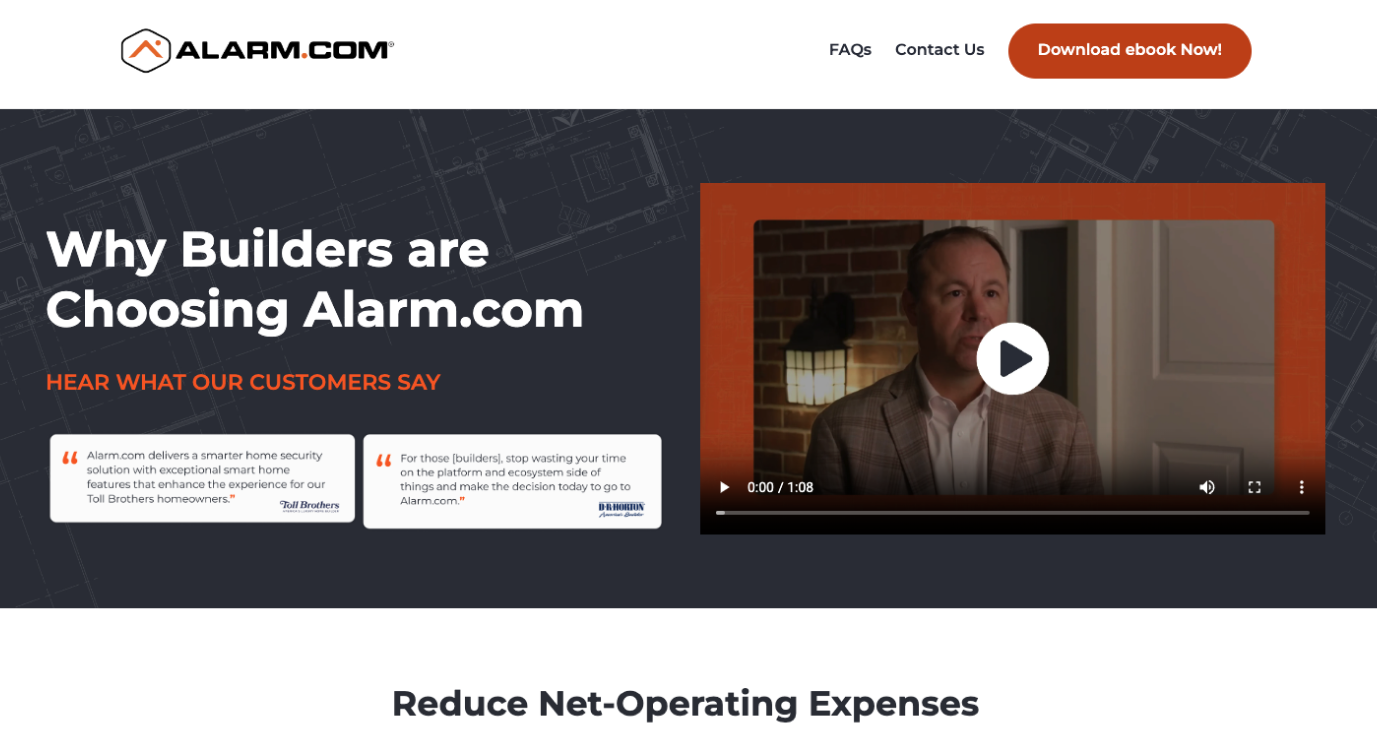 ALARM.COM®
FAQs
Contact Us
Download ebook Now!
Why Builders are
Choosing Alarm.com
HEAR WHAT OUR CUSTOMERS SAY
“ Alarm.com delivers a smarter home security
solution with exceptional smart home
features that enhance the experience for our
Toll Brothers homeowners.”
Toll Brothers
“ For those [builders], stop wasting your time
on the platform and ecosystem side of
things and make the decision today to go to
Alarm.com.”
D·R·HORTON
America's Builder
0:00 / 1:08
Reduce Net-Operating Expenses